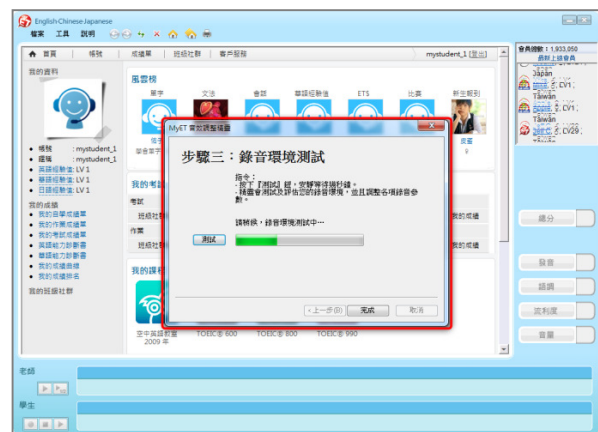 English Chinese Japanese
檔案 工具 說明
首頁 | 帳號 | 成績單 | 班級社群 | 客戶服務
mystudent_1 [登出]
會員總數：1,933,050
最新上線會員
Japan
Taiwan
Taiwan
我的資料
帳號 : mystudent_1
暱稱 : mystudent_1
英語經驗值: LV 1
華語經驗值: LV 1
日語經驗值: LV 1
我的成績
我的自學成績單
我的作業成績單
我的考試成績單
英語能力診斷書
華語能力診斷書
我的成績曲線
我的成績排名
我的班級社群
風雲榜
單字 文法 會話 華語經驗值 ETS 比賽 新生報到
MyET 音效調整精靈
步驟三：錄音環境測試
指令：
‧按下『測試』鈕，安靜等待幾秒鐘。
‧精靈會測試及評估您的錄音環境，並且調整各項錄音參
數。
請稍候，錄音環境測試中…
測試
<上一步(B) 完成 取消
我的考試
考試
班級社
我的成績
作業
班級社
我的成績
我的課程
空中英語教室
2009 年
TOEIC® 600
TOEIC® 800
TOEIC® 990
總分
發音
語調
流利度
音量
老師
學生